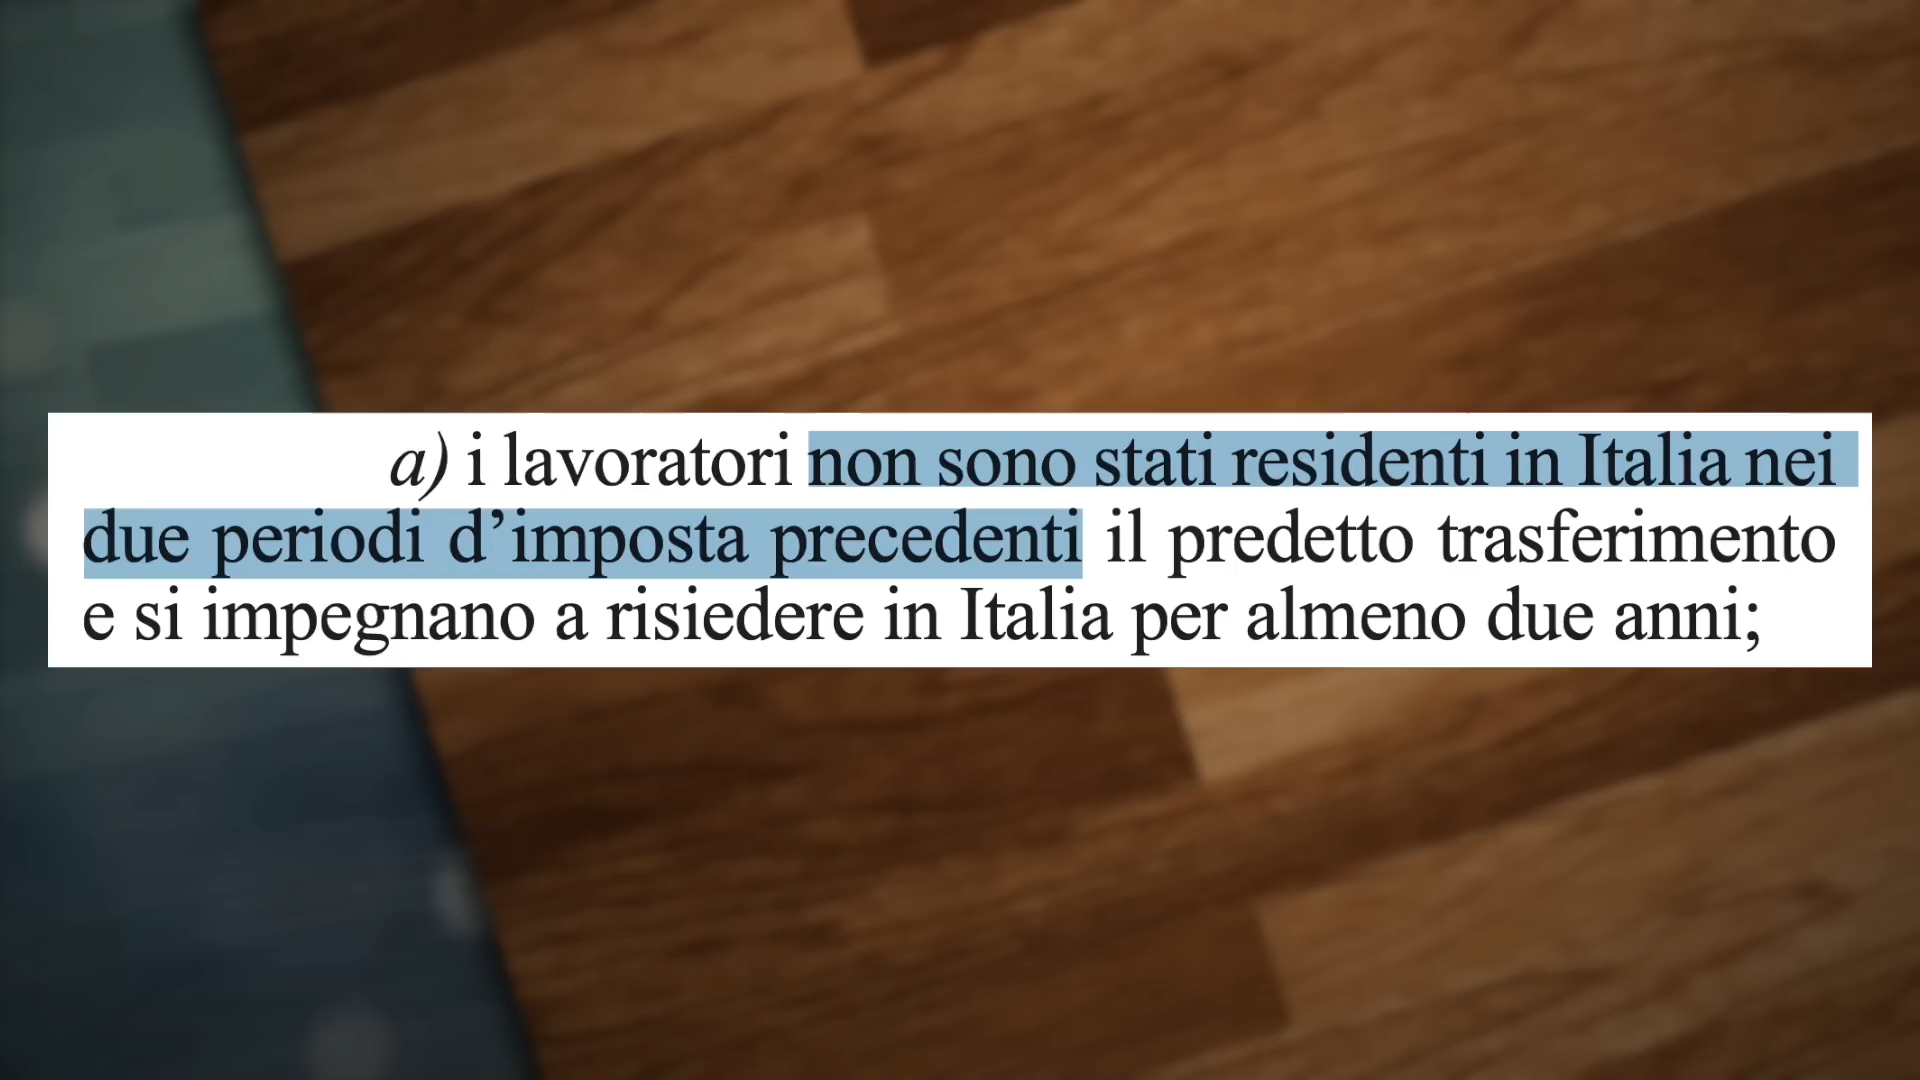 a) i lavoratori non sono stati residenti in Italia nei
due periodi d’imposta precedenti il predetto trasferimento
e si impegnano a risiedere in Italia per almeno due anni;